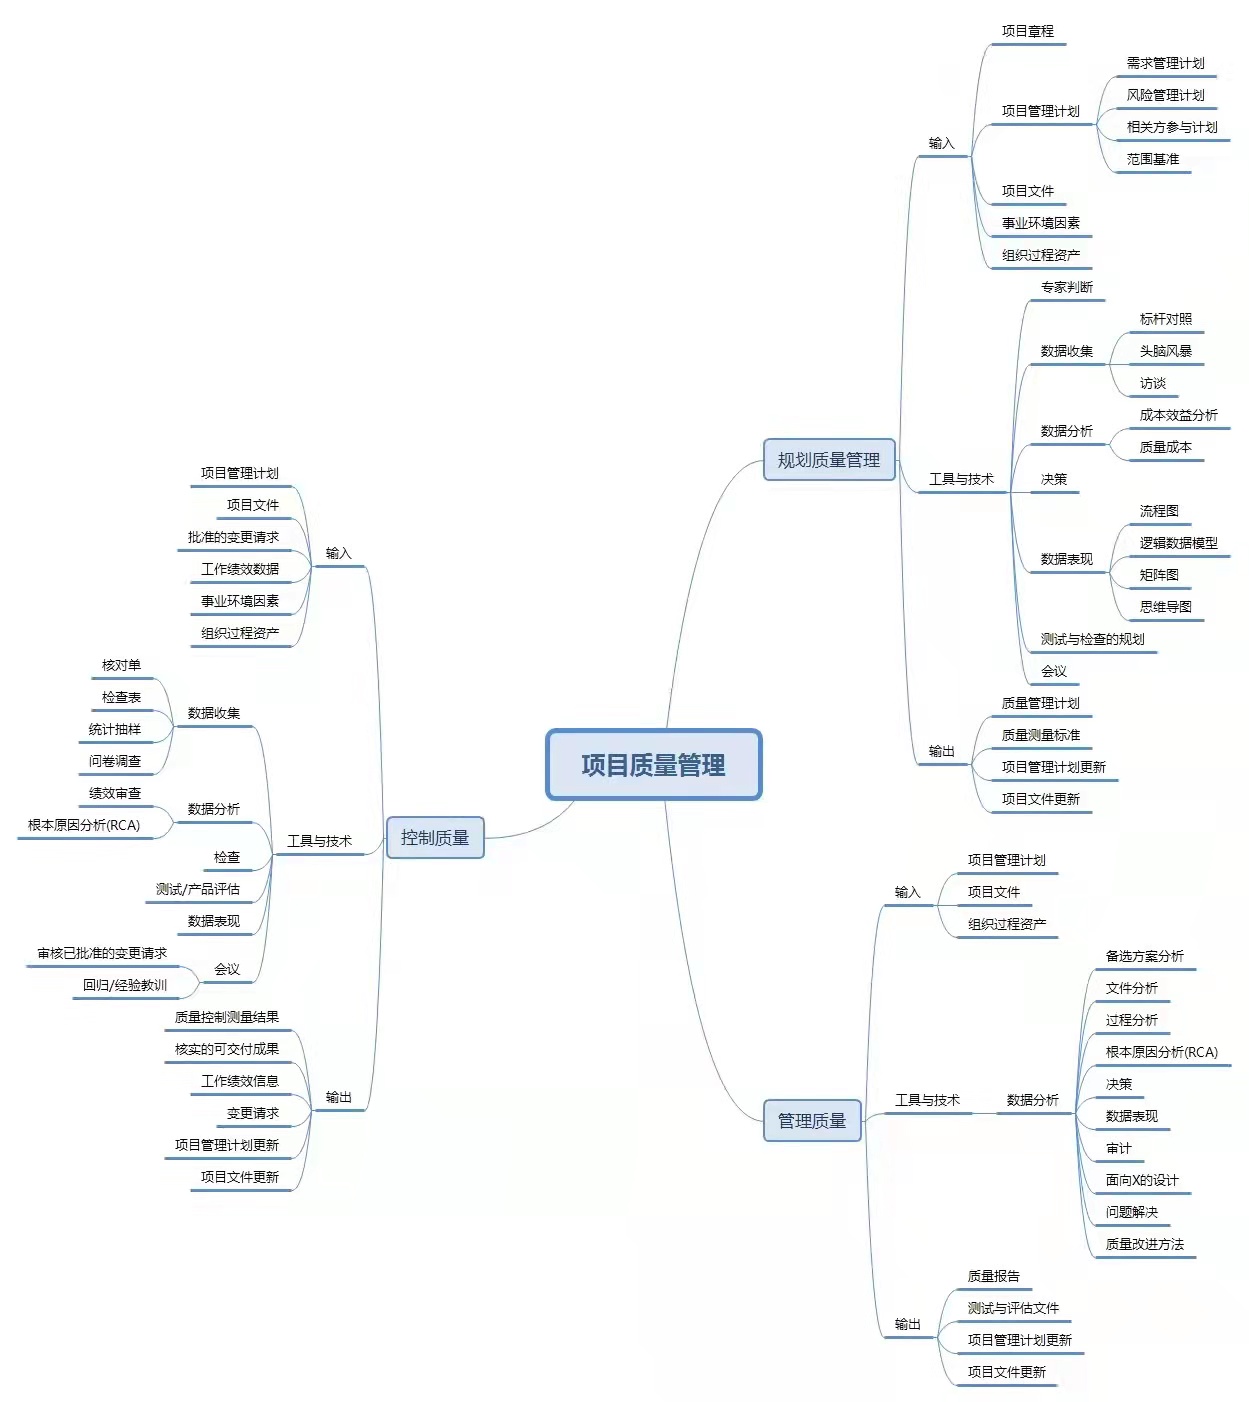 项目质量管理
规划质量管理
输入
项目章程
项目管理计划
需求管理计划
风险管理计划
相关方参与计划
范围基准
项目文件
事业环境因素
组织过程资产
工具与技术
专家判断
数据收集
标杆对照
头脑风暴
访谈
数据分析
成本效益分析
质量成本
决策
数据表现
流程图
逻辑数据模型
矩阵图
思维导图
测试与检查的规划
会议
输出
质量管理计划
质量测量标准
项目管理计划更新
项目文件更新
管理质量
输入
项目管理计划
项目文件
组织过程资产
工具与技术
数据分析
备选方案分析
文件分析
过程分析
根本原因分析(RCA)
决策
数据表现
审计
面向X的设计
问题解决
质量改进方法
输出
质量报告
测试与评估文件
项目管理计划更新
项目文件更新
控制质量
输入
项目管理计划
项目文件
批准的变更请求
工作绩效数据
事业环境因素
组织过程资产
工具与技术
数据收集
核对单
检查表
统计抽样
问卷调查
数据分析
绩效审查
根本原因分析(RCA)
检查
测试/产品评估
数据表现
会议
审核已批准的变更请求
回归/经验教训
输出
质量控制测量结果
核实的可交付成果
工作绩效信息
变更请求
项目管理计划更新
项目文件更新